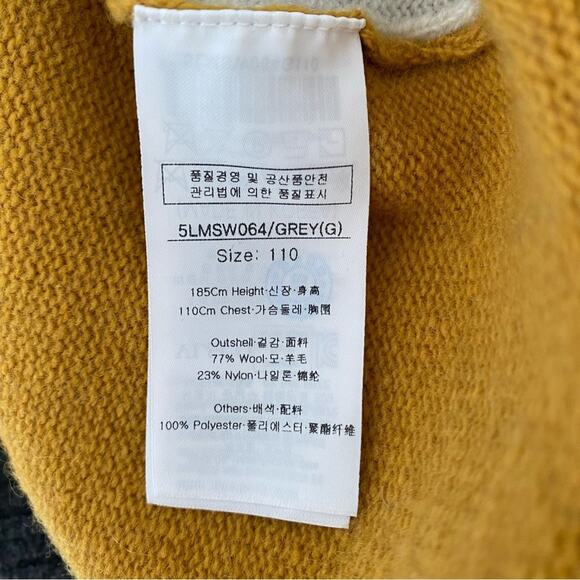 품질경영 및 공산품안전
관리법에 의한 품질표시
5LMSW064/GREY(G)
Size: 110
185Cm Height·신장·身高
110Cm Chest·가슴둘레·胸围
Outshell·겉감·面料
77% Wool·모·羊毛
23% Nylon·나일론·锦纶
Others·배색·配料
100% Polyester·폴리에스터·聚酯纤维